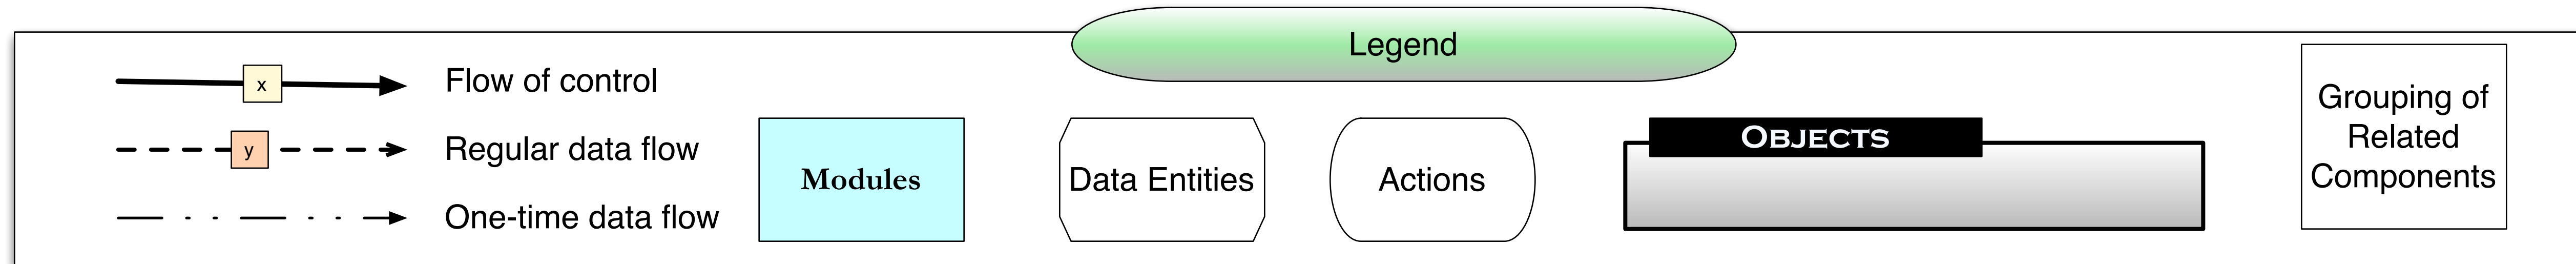 Legend
x
Flow of control
y
Regular data flow
One-time data flow
Modules
Data Entities
Actions
OBJECTS
Grouping of
Related
Components